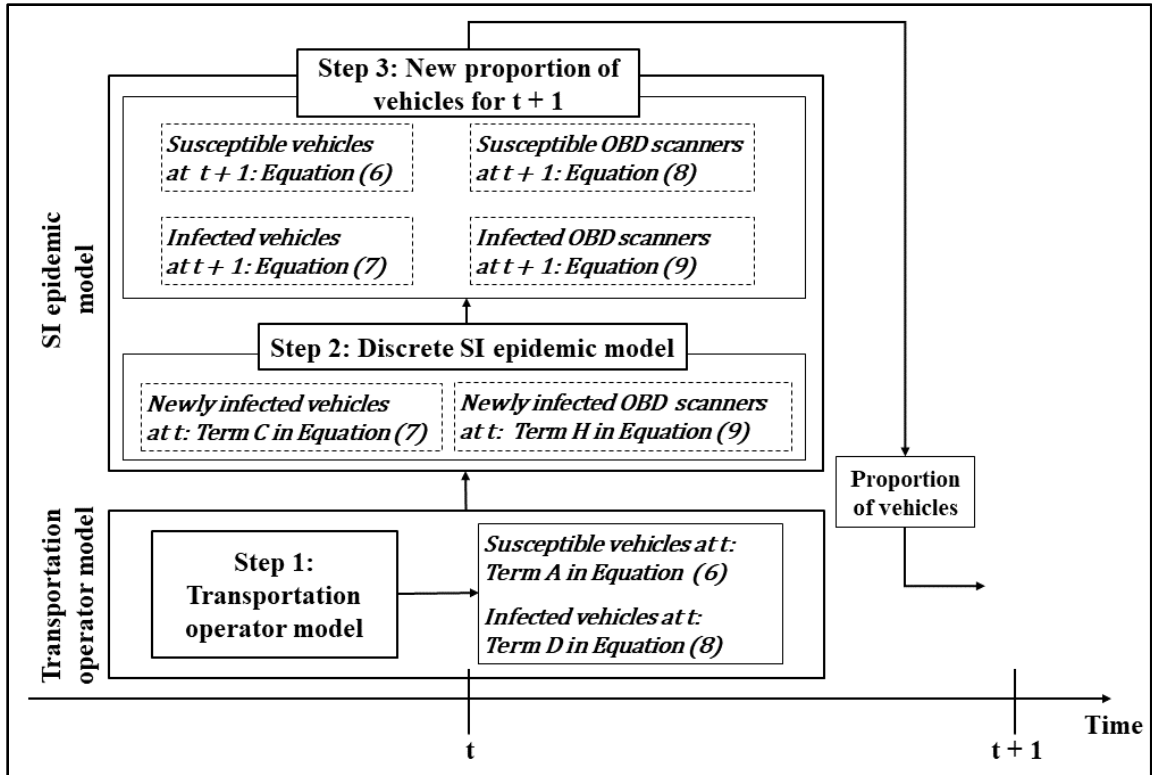 Step 3: New proportion of
vehicles for t + 1
Susceptible vehicles
at t + 1: Equation (6)
Susceptible OBD scanners
at t + 1: Equation (8)
Infected vehicles
at t + 1: Equation (7)
Infected OBD scanners
at t + 1: Equation (9)
SI epidemic
model
Step 2: Discrete SI epidemic model
Newly infected vehicles
at t: Term C in Equation (7)
Newly infected OBD scanners
at t: Term H in Equation (9)
Proportion
of vehicles
Transportation
operator model
Step 1:
Transportation
operator model
Susceptible vehicles at t:
Term A in Equation (6)
Infected vehicles at t:
Term D in Equation (8)
Time
t
t + 1